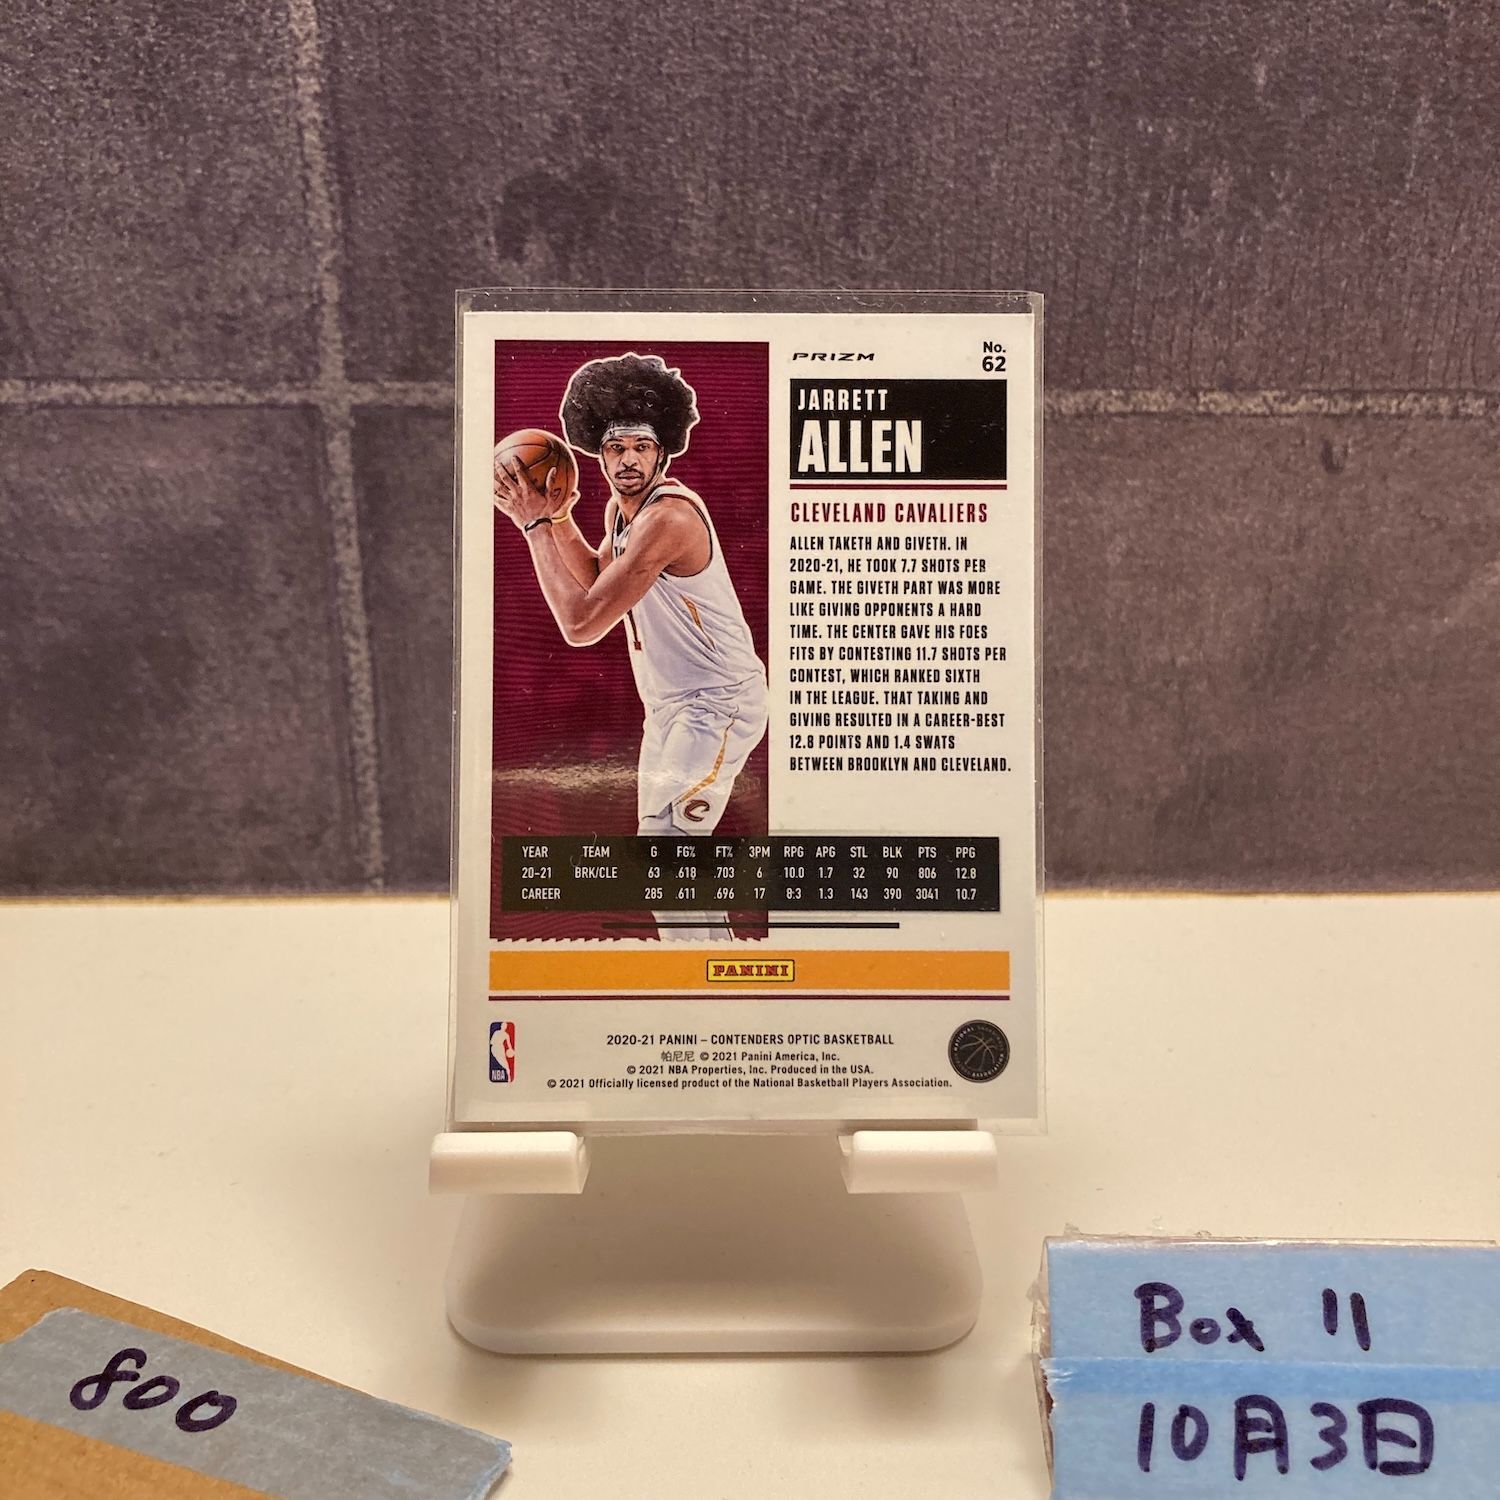 PRIZM
No.
62
JARRETT
ALLEN
CLEVELAND CAVALIERS
ALLEN TAKETH AND GIVETH. IN
2020-21, HE TOOK 7.7 SHOTS PER
GAME. THE GIVETH PART WAS MORE
LIKE GIVING OPPONENTS A HARD
TIME. THE CENTER GAVE HIS FOES
FITS BY CONTESTING 11.7 SHOTS PER
CONTEST, WHICH RANKED SIXTH
IN THE LEAGUE. THAT TAKING AND
GIVING RESULTED IN A CAREER-BEST
12.8 POINTS AND 1.4 SWATS
BETWEEN BROOKLYN AND CLEVELAND.
YEAR TEAM G FG% FT% 3PM RPG APG STL BLK PTS PPG
20-21 BRK/CLE 63 .618 .703 6 10.0 1.7 32 90 806 12.8
CAREER 285 .611 .696 17 8.3 1.3 143 390 3041 10.7
PANINI
NBA
2020-21 PANINI – CONTENDERS OPTIC BASKETBALL
帕尼尼 © 2021 Panini America, Inc.
© 2021 NBA Properties, Inc. Produced in the USA.
© 2021 Officially licensed product of the National Basketball Players Association.
800
Box 11
10月3日